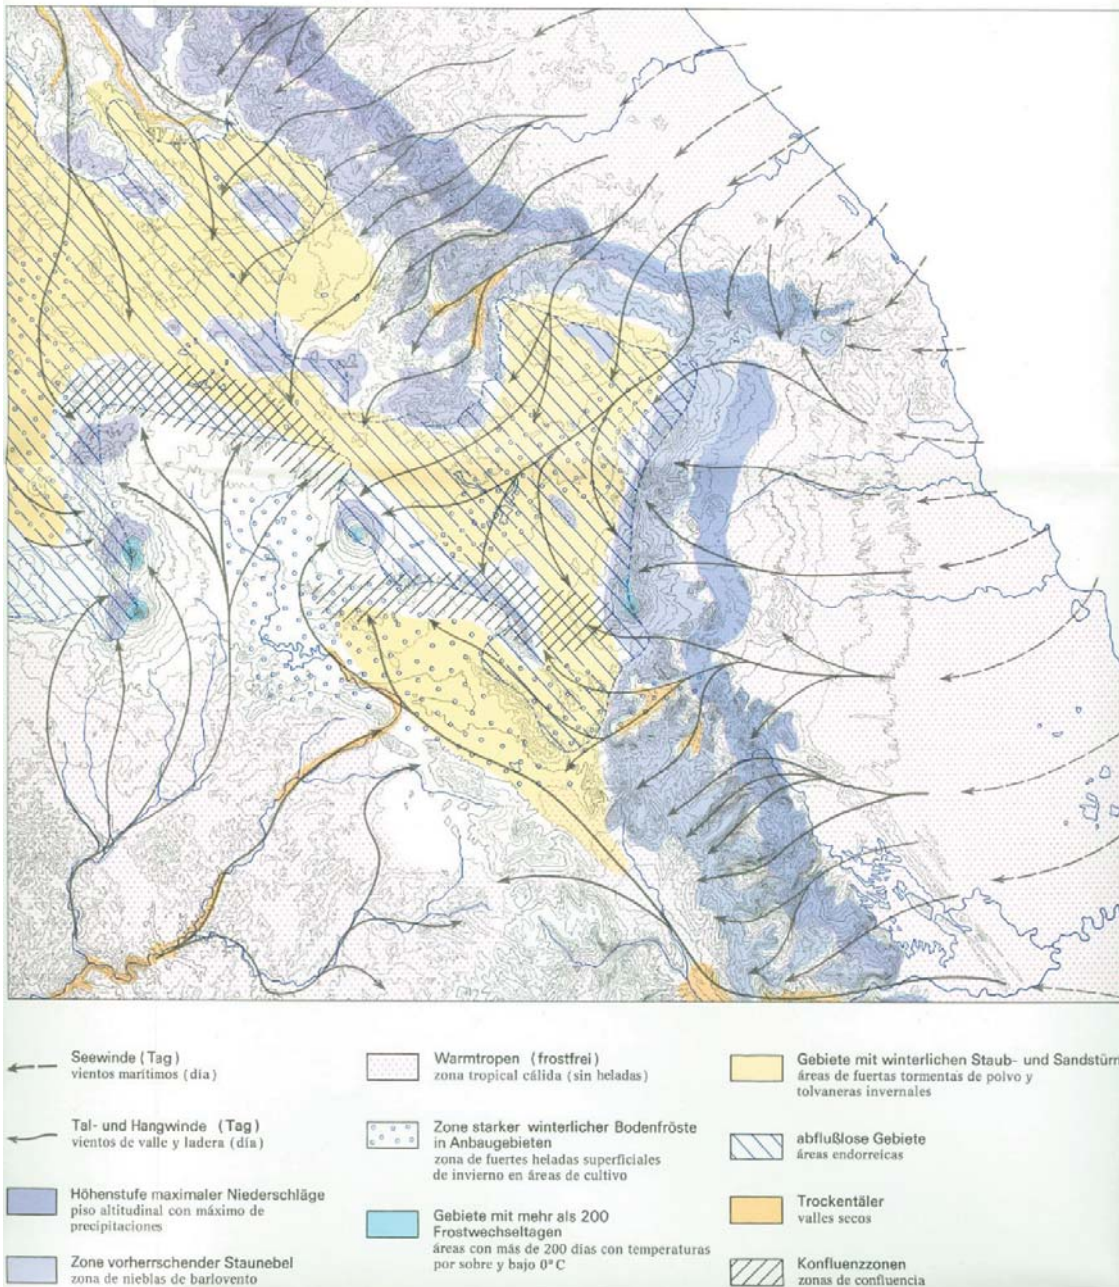 Seewinde (Tag)
vientos marítimos (día)
Tal- und Hangwinde (Tag)
vientos de valle y ladera (día)
Höhenstufe maximaler Niederschläge
piso altitudinal con máximo de
precipitaciones
Zone vorherrschender Staunebel
zona de nieblas de barlovento
Warmtropen (frostfrei)
zona tropical cálida (sin heladas)
Zone starker winterlicher Bodenfröste
in Anbaugebieten
zona de fuertes heladas superficiales
de invierno en áreas de cultivo
Gebiete mit mehr als 200
Frostwechseltagen
áreas con más de 200 días con temperaturas
por sobre y bajo 0° C
Gebiete mit winterlichen Staub- und Sandstürm
áreas de fuertas tormentas de polvo y
tolvaneras invernales
abflußlose Gebiete
áreas endorreicas
Trockentäler
valles secos
Konfluenzzonen
zonas de confluencia